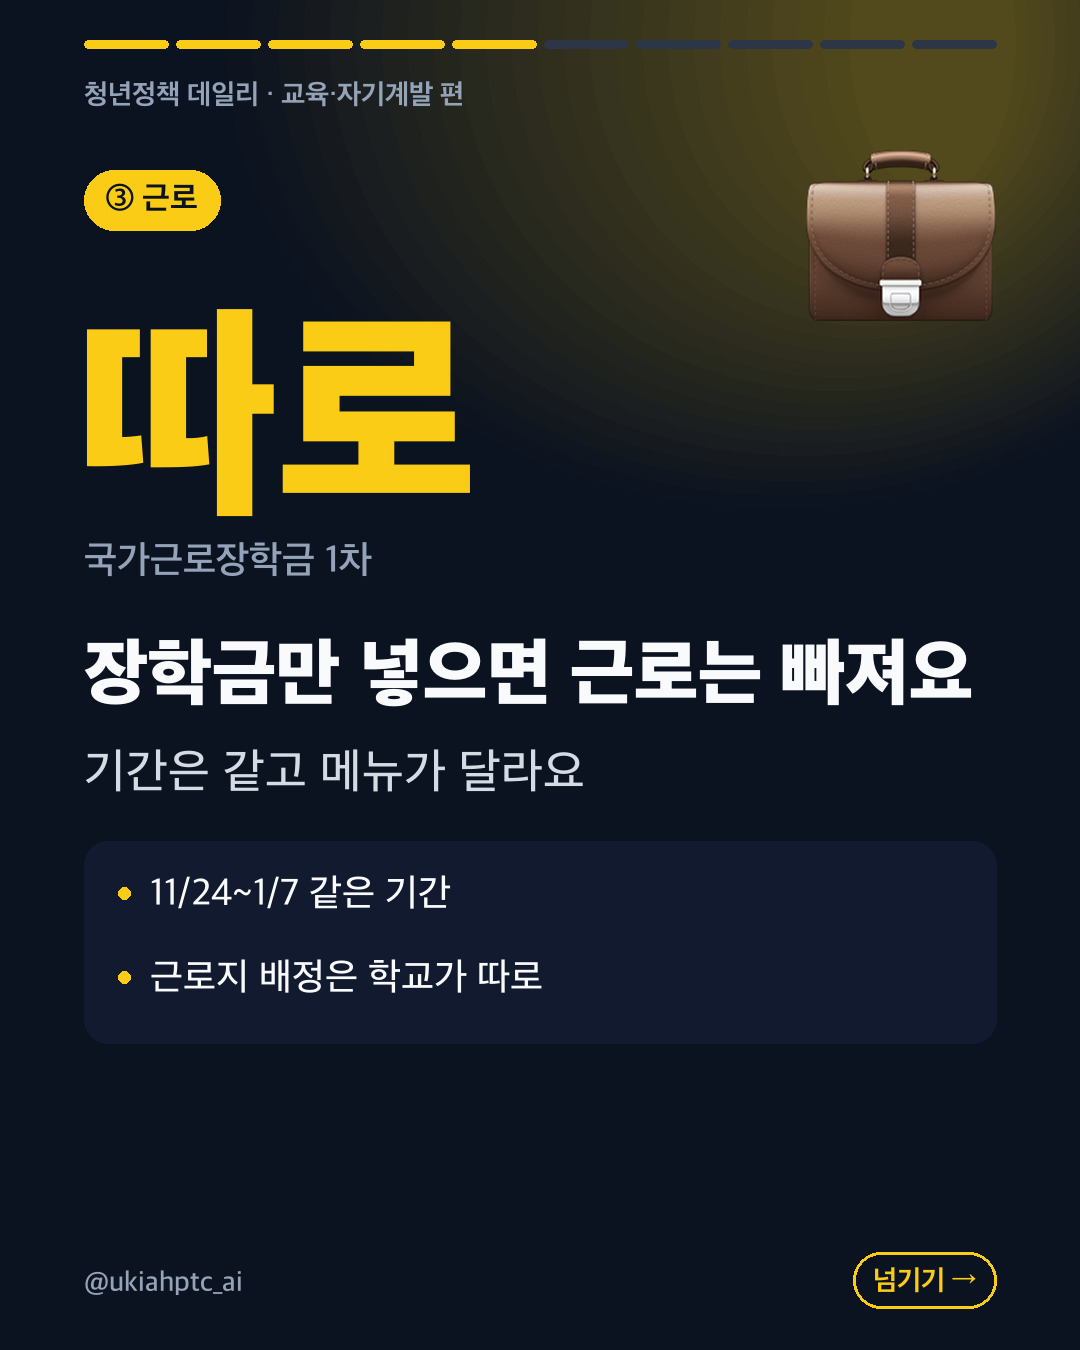 청년정책 데일리 · 교육·자기계발 편
③ 근로
따로
국가근로장학금 1차
장학금만 넣으면 근로는 빠져요
기간은 같고 메뉴가 달라요
• 11/24~1/7 같은 기간
• 근로지 배정은 학교가 따로
@ukiahptc_ai
넘기기 →